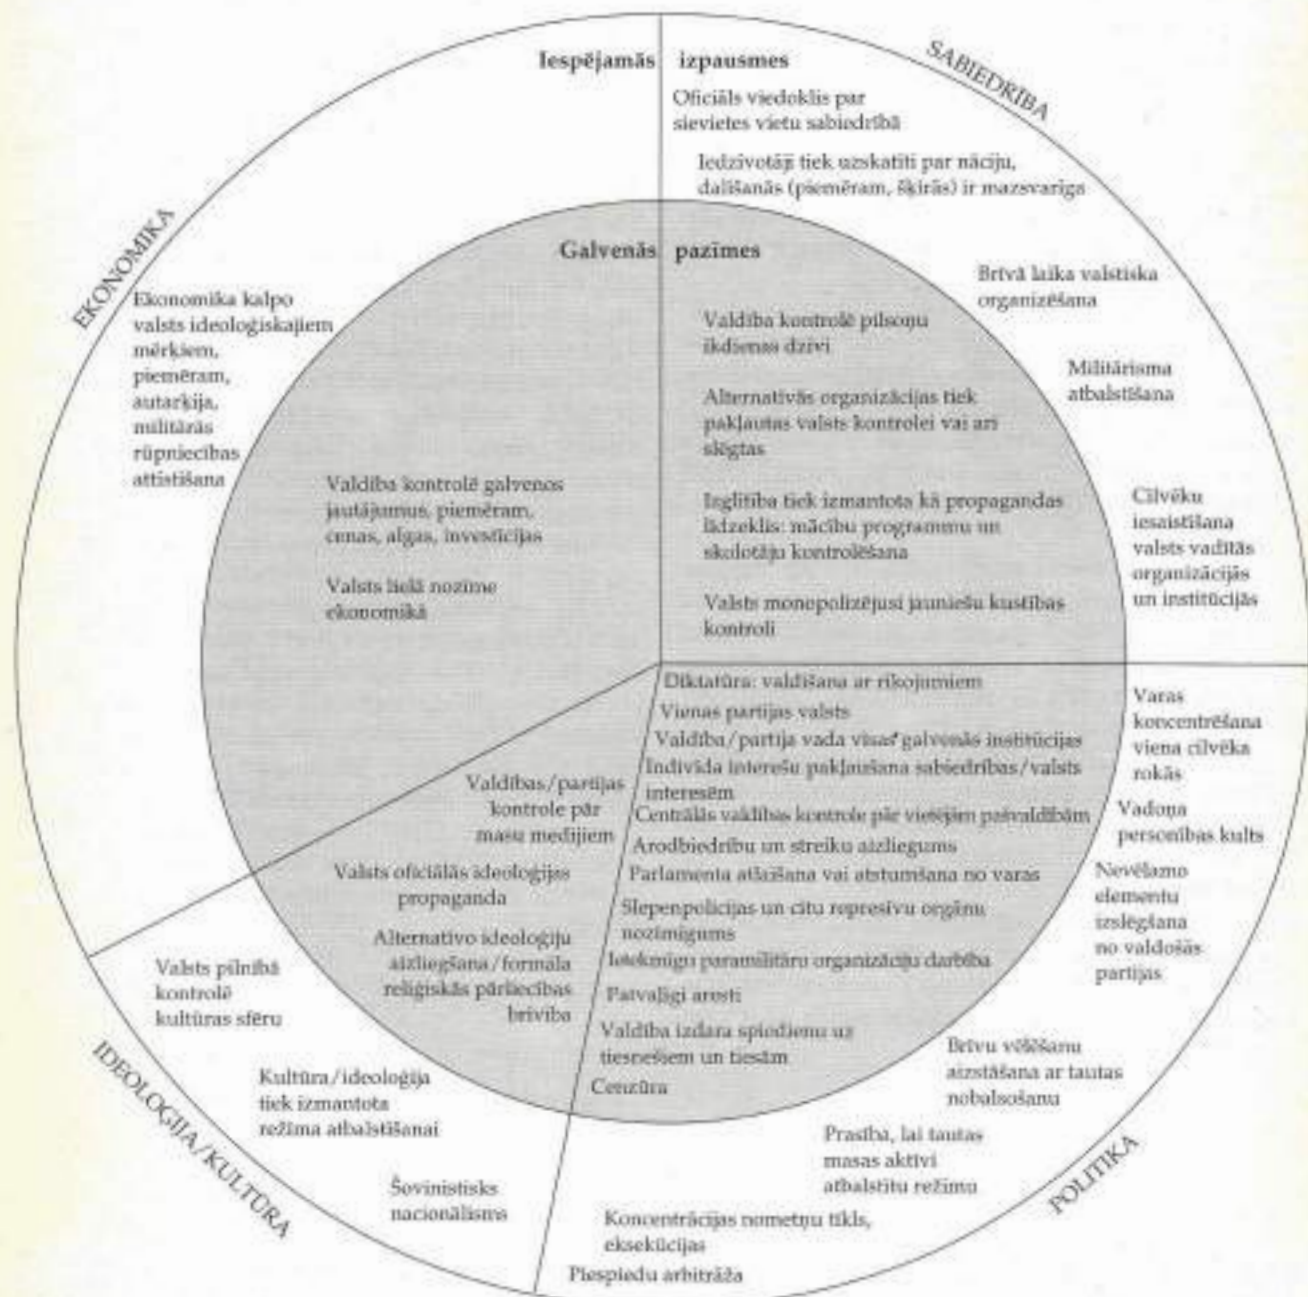 Iespējamās izpausmes
SABIEDRĪBA
Oficiāls viedoklis par
sievietes vietu sabiedrībā
Iedzīvotāji tiek uzskatīti par nāciju,
dalīšanās (piemēram, šķirās) ir mazsvarīga
Brīvā laika valstiska
organizēšana
Militārisma
atbalstīšana
Cilvēku
iesaistīšana
valsts vadītās
organizācijās
un institūcijās
Galvenās pazīmes
Valdība kontrolē pilsoņu
ikdienas dzīvi
Alternatīvās organizācijas tiek
pakļautas valsts kontrolei vai arī
slēgtas
Izglītība tiek izmantota kā propagandas
līdzeklis: mācību programmu un
skolotāju kontrolēšana
Valsts monopolizējusi jauniešu kustības
kontroli
EKONOMIKA
Ekonomika kalpo
valsts ideoloģiskajiem
mērķiem,
piemēram,
autarķija,
militārās
rūpniecības
attīstīšana
Valdība kontrolē galvenos
jautājumus, piemēram,
cenas, algas, investīcijas
Valsts lielā nozīme
ekonomikā
Diktatūra: valdīšana ar rīkojumiem
Vienas partijas valsts
Valdība/partija vada visas galvenās institūcijas
Indivīda interešu pakļaušana sabiedrības/valsts
interesēm
Centrālās valdības kontrole pār vietējām pašvaldībām
Arodbiedrību un streiku aizliegums
Parlamenta atlaišana vai atstumšana no varas
Slepenpolicijas un citu represīvu orgānu
nozīmīgums
Ietekmīgu paramilitāru organizāciju darbība
Patvaļīgi aresti
Valdība izdara spiedienu uz
tiesnešiem un tiesām
Cenzūra
Varas
koncentrēšana
viena cilvēka
rokās
Vadoņa
personības kults
Nevēlamo
elementu
izslēgšana
no valdošās
partijas
Brīvu vēlēšanu
aizstāšana ar tautas
nobalsošanu
Prasība, lai tautas
masas aktīvi
atbalstītu režīmu
Koncentrācijas nometņu tīkls,
eksekūcijas
Piespiedu arbitrāža
POLITIKA
Valdības/partijas
kontrole pār
masu medijiem
Valsts oficiālās ideoloģijas
propaganda
Alternatīvo ideoloģiju
aizliegšana/formāla
reliģiskās pārliecības
brīvība
Valsts pilnībā
kontrolē
kultūras sfēru
Kultūra/ideoloģija
tiek izmantota
režīma atbalstīšanai
Šovinistisks
nacionālisms
IDEOLOĢIJA/KULTŪRA